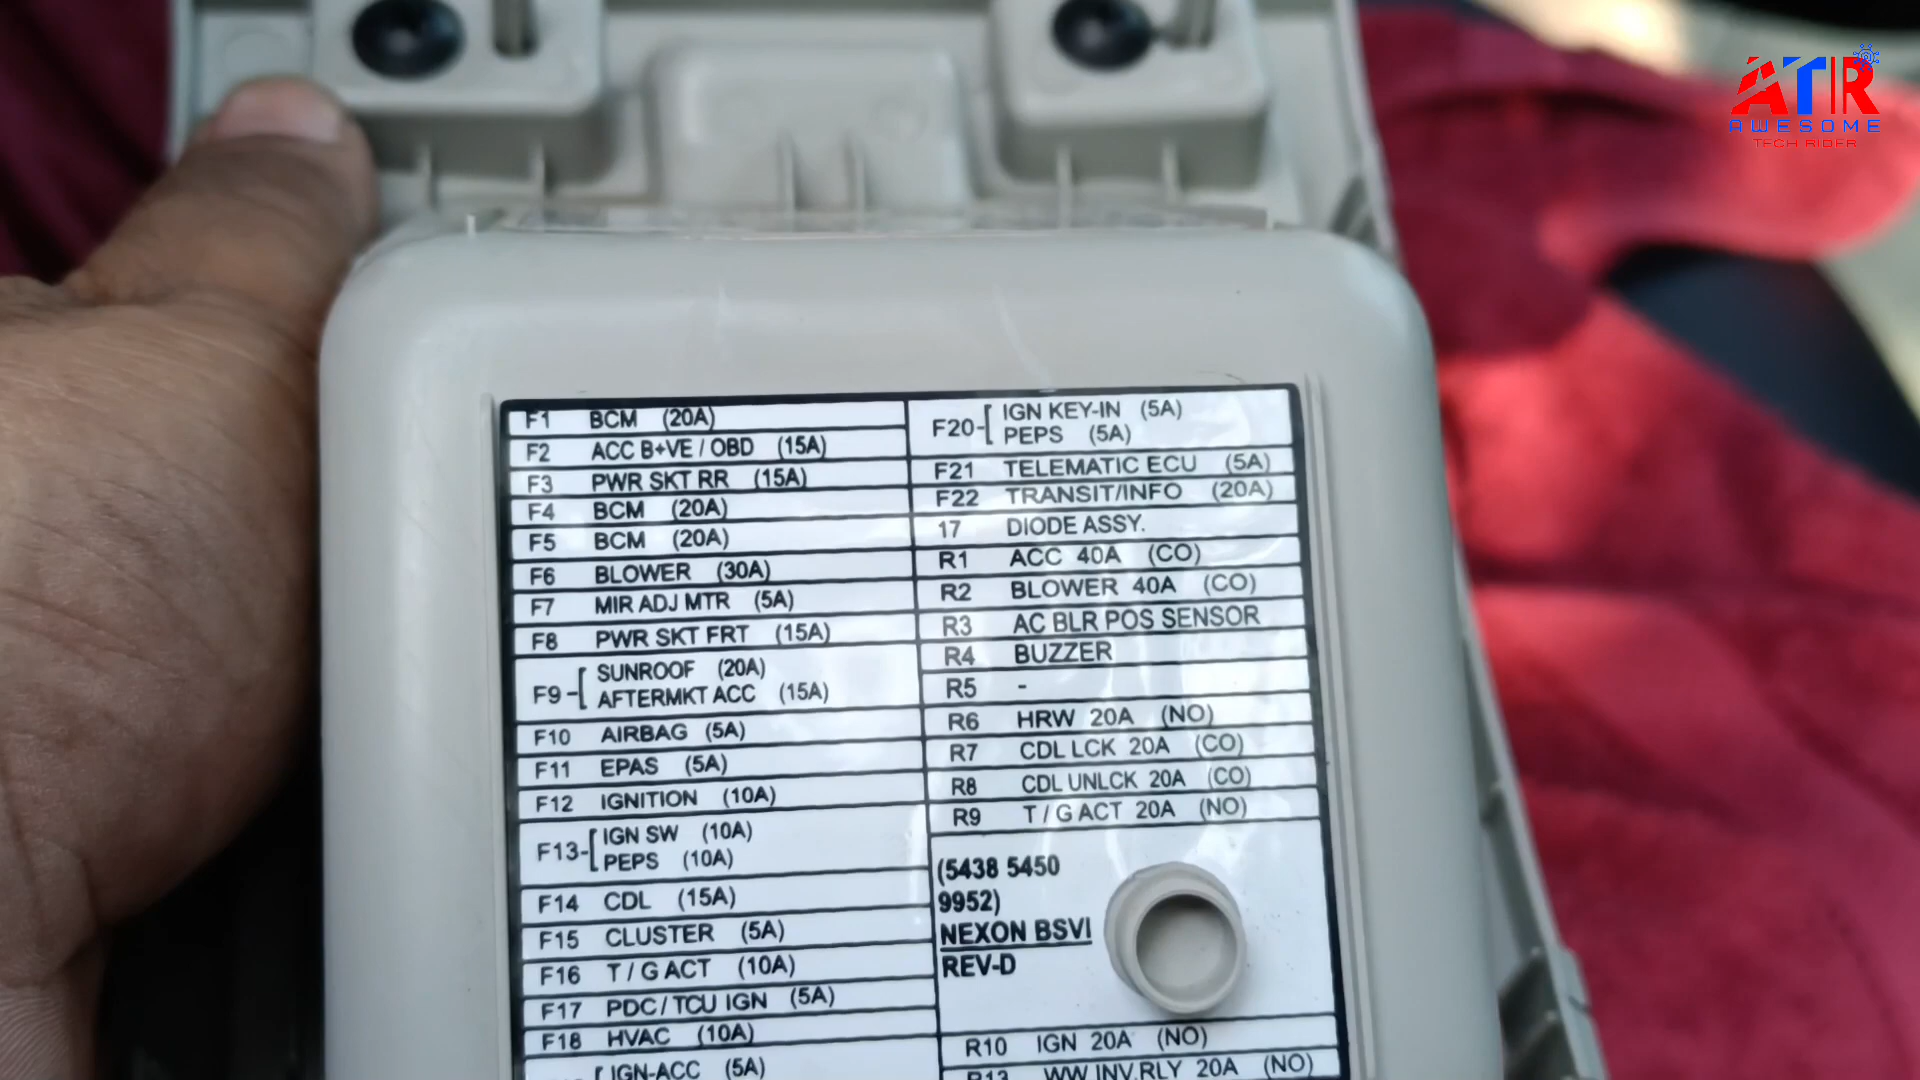 ATR
AWESOME
TECH RIDER
F1 BCM (20A)
F2 ACC B+VE / OBD (15A)
F3 PWR SKT RR (15A)
F4 BCM (20A)
F5 BCM (20A)
F6 BLOWER (30A)
F7 MIR ADJ MTR (5A)
F8 PWR SKT FRT (15A)
F9 - [ SUNROOF (20A)
AFTERMKT ACC (15A)
F10 AIRBAG (5A)
F11 EPAS (5A)
F12 IGNITION (10A)
F13 - [ IGN SW (10A)
PEPS (10A)
F14 CDL (15A)
F15 CLUSTER (5A)
F16 T / G ACT (10A)
F17 PDC / TCU IGN (5A)
F18 HVAC (10A)
[ IGN-ACC (5A)
F20 - [ IGN KEY-IN (5A)
PEPS (5A)
F21 TELEMATIC ECU (5A)
F22 TRANSIT/INFO (20A)
17 DIODE ASSY.
R1 ACC 40A (CO)
R2 BLOWER 40A (CO)
R3 AC BLR POS SENSOR
R4 BUZZER
R5 -
R6 HRW 20A (NO)
R7 CDL LCK 20A (CO)
R8 CDL UNLCK 20A (CO)
R9 T / G ACT 20A (NO)
(5438 5450
9952)
NEXON BSVI
REV-D
R10 IGN 20A (NO)
WW INV.RLY 20A (NO)